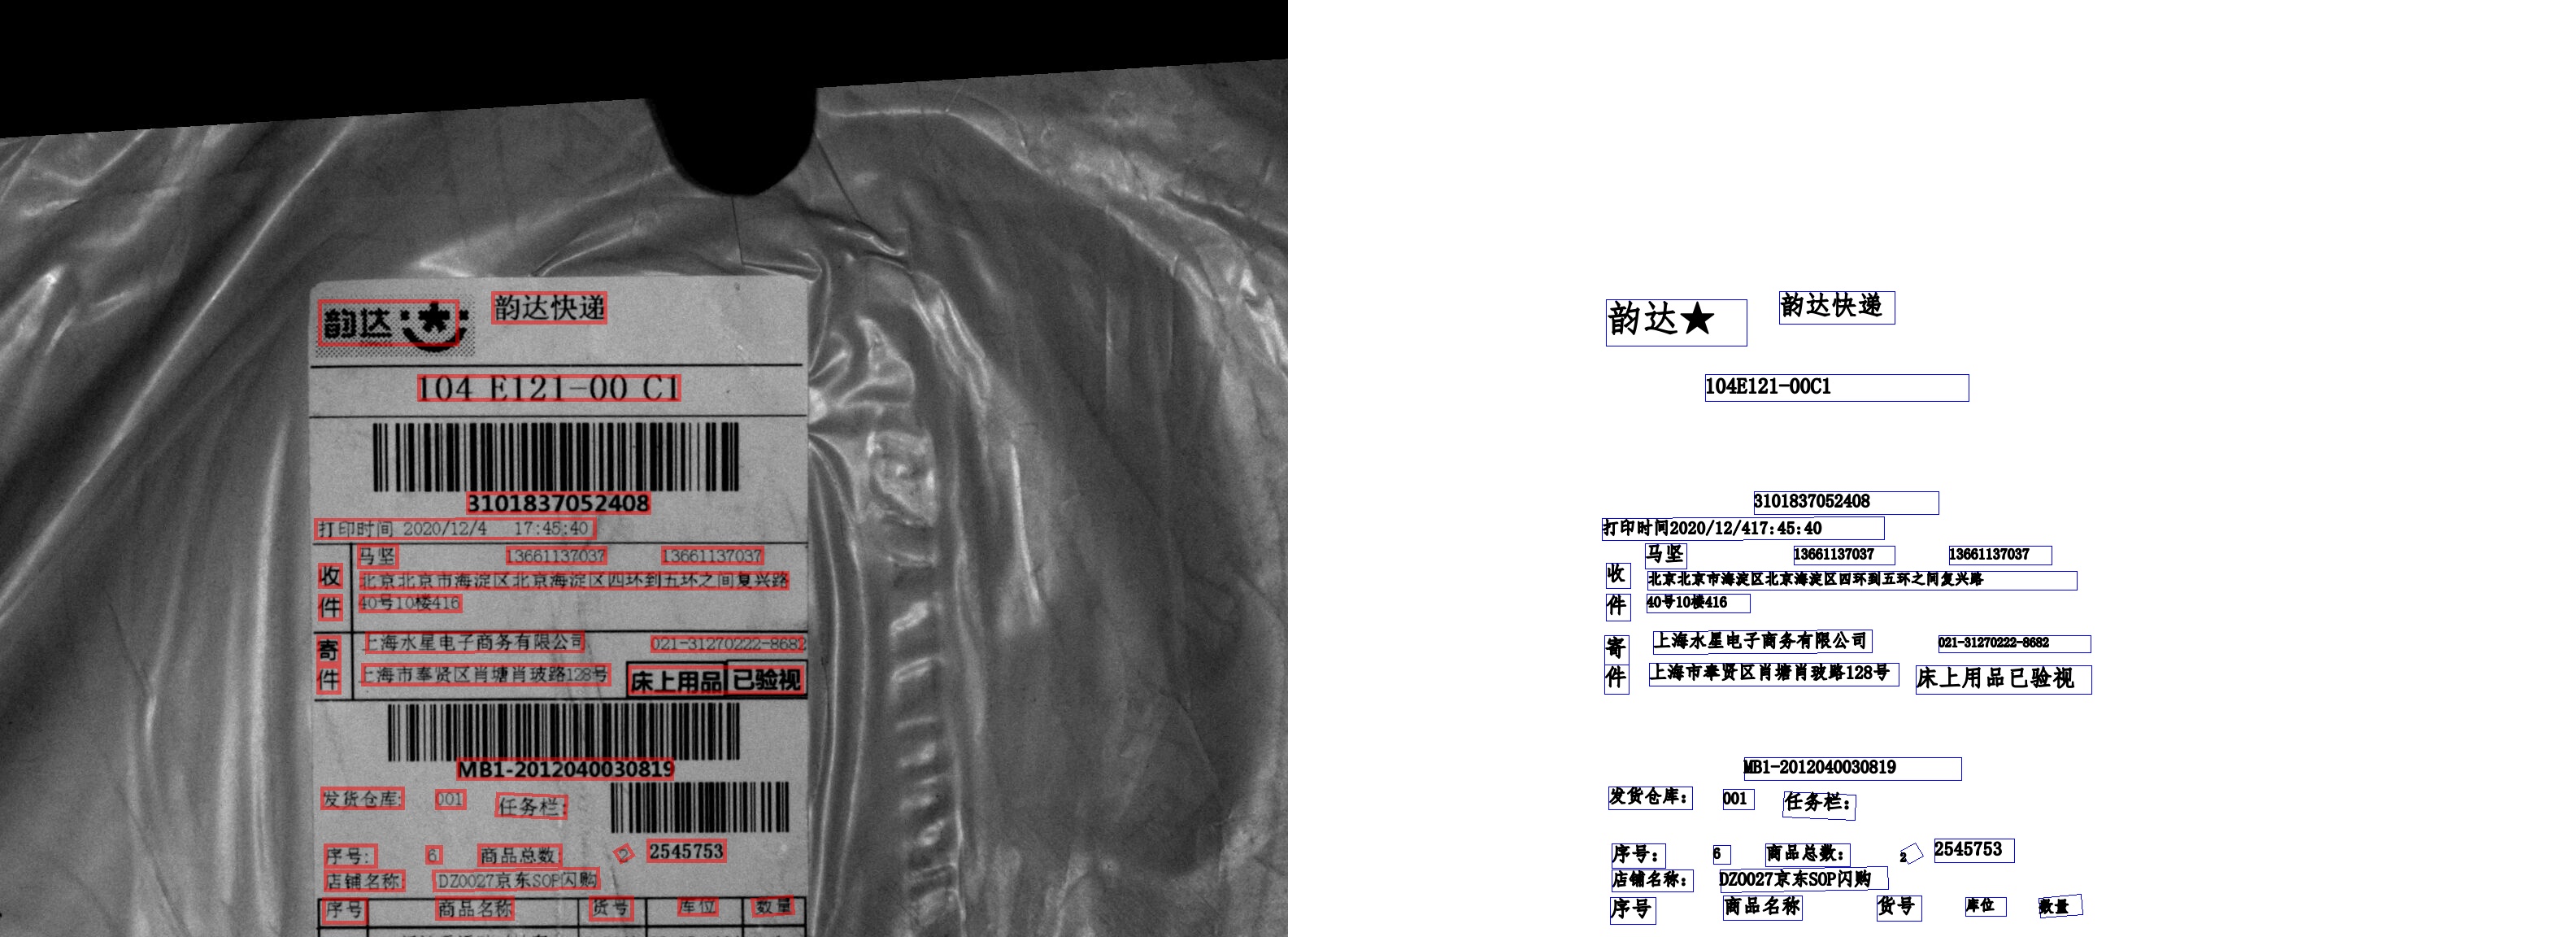 韵达★ 韵达快递
104 E121-00 C1
3101837052408
打印时间 2020/12/4 17:45:40
收件
马坚 13661137037 13661137037
北京北京市海淀区北京海淀区四环到五环之间复兴路
40号10楼416
寄件
上海水星电子商务有限公司 021-31270222-8682
上海市奉贤区肖塘肖玻路128号 床上用品 已验视
MB1-2012040030819
发货仓库: 001 任务栏:
序号: 6 商品总数: 2 2545753
店铺名称: DZ0027京东SOP闪购
序号 商品名称 货号 库位 数量
韵达★ 韵达快递
104E121-00C1
3101837052408
打印时间2020/12/417:45:40
收件
马坚 13661137037 13661137037
北京北京市海淀区北京海淀区四环到五环之间复兴路
40号10楼416
寄件
上海水星电子商务有限公司 021-31270222-8682
上海市奉贤区肖塘肖玻路128号 床上用品已验视
MB1-2012040030819
发货仓库: 001 任务栏:
序号: 6 商品总数: 2 2545753
店铺名称: DZ0027京东SOP闪购
序号 商品名称 货号 库位 数量